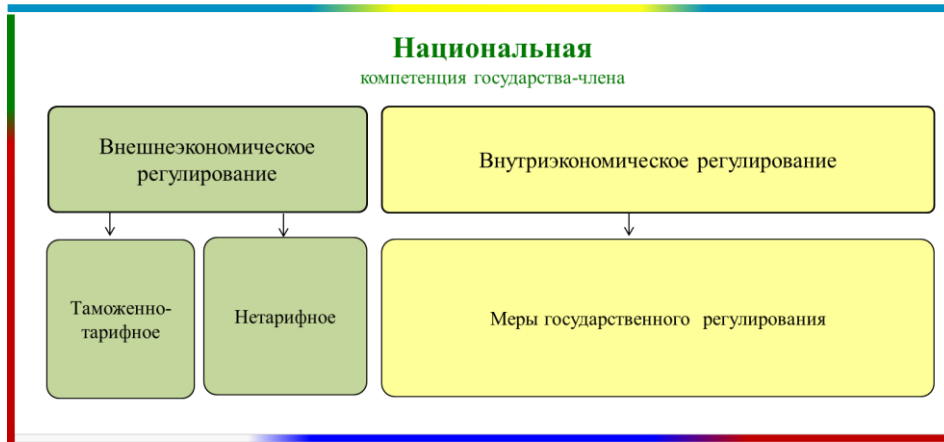 Национальная
компетенция государства-члена
Внешнеэкономическое
регулирование
Внутриэкономическое регулирование
Таможенно-
тарифное
Нетарифное
Меры государственного регулирования